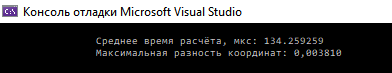 Консоль отладки Microsoft Visual Studio
Среднее время расчёта, мкс: 134.259259
Максимальная разность координат: 0,003810